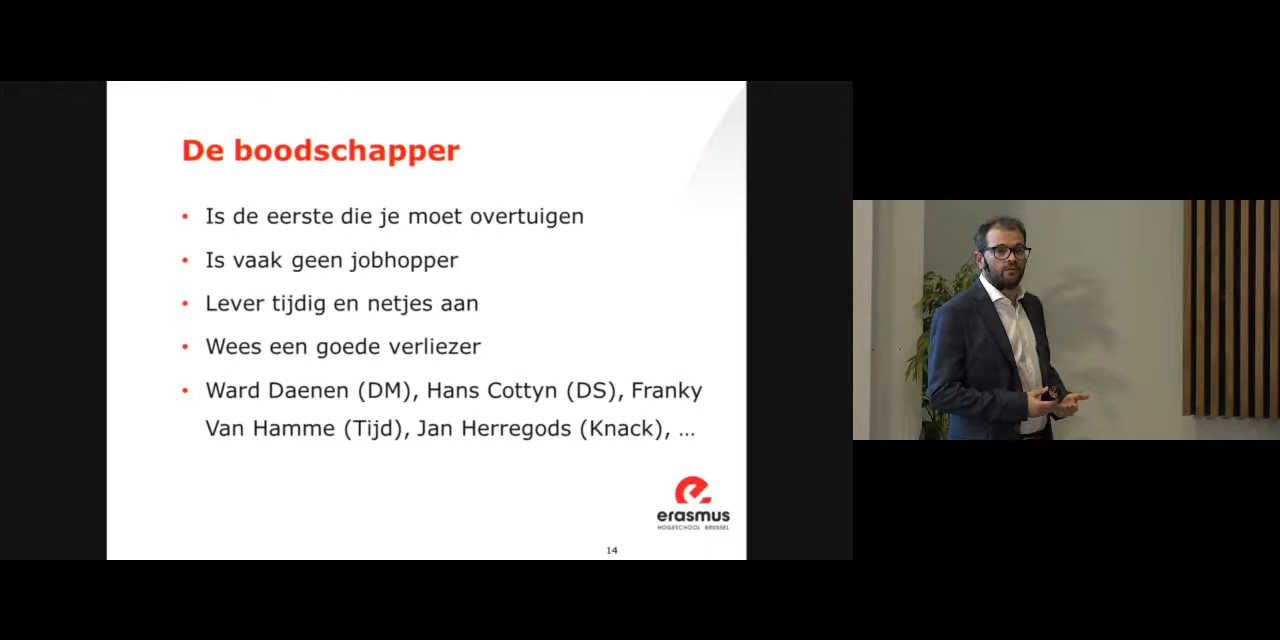 De boodschapper
• Is de eerste die je moet overtuigen
• Is vaak geen jobhopper
• Lever tijdig en netjes aan
• Wees een goede verliezer
• Ward Daenen (DM), Hans Cottyn (DS), Franky
Van Hamme (Tijd), Jan Herregods (Knack), …
erasmus
HOGESCHOOL BRUSSEL
14